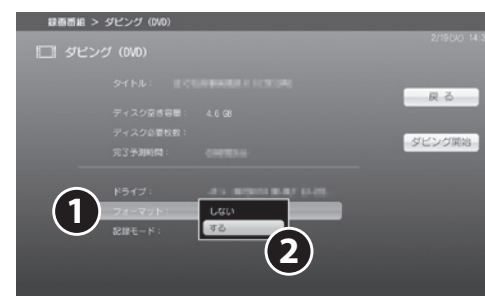 録画番組 > ダビング (DVD)
2/19(火) 14:3
ダビング (DVD)
タイトル：
戻る
ディスク空き容量： 4.6 GB
ディスク必要枚数：
完了予測時間：
ダビング開始
ドライブ：
① フォーマット： しない
する ②
記録モード：